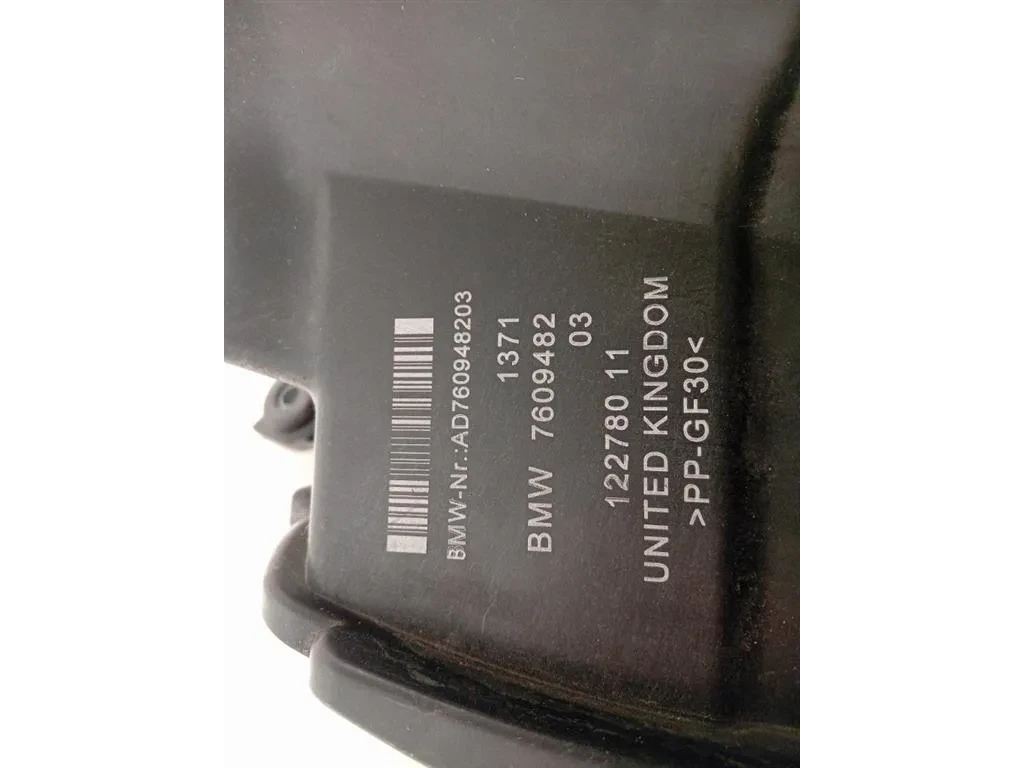 BMW-Nr.:AD760948203
1371
BMW 7609482
03
122780 11
UNITED KINGDOM
>PP-GF30<